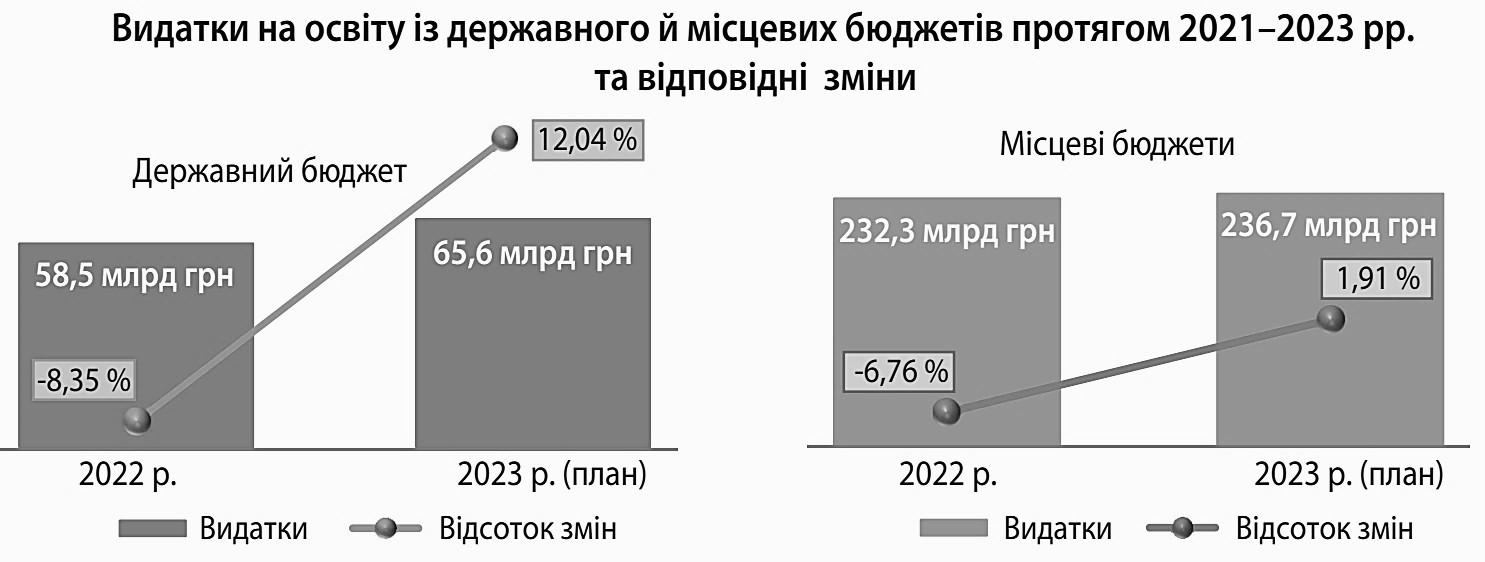 Видатки на освіту із державного й місцевих бюджетів протягом 2021–2023 рр.
та відповідні зміни
Державний бюджет
12,04 %
58,5 млрд грн
65,6 млрд грн
-8,35 %
2022 р.
2023 р. (план)
Видатки
Відсоток змін
Місцеві бюджети
232,3 млрд грн
236,7 млрд грн
1,91 %
-6,76 %
2022 р.
2023 р. (план)
Видатки
Відсоток змін